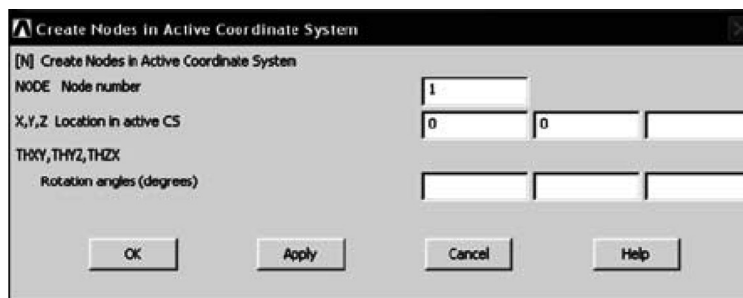 Create Nodes in Active Coordinate System
[N] Create Nodes in Active Coordinate System
NODE Node number 1
X,Y,Z Location in active CS 0 0
THXY,THYZ,THZX
Rotation angles (degrees)
OK Apply Cancel Help